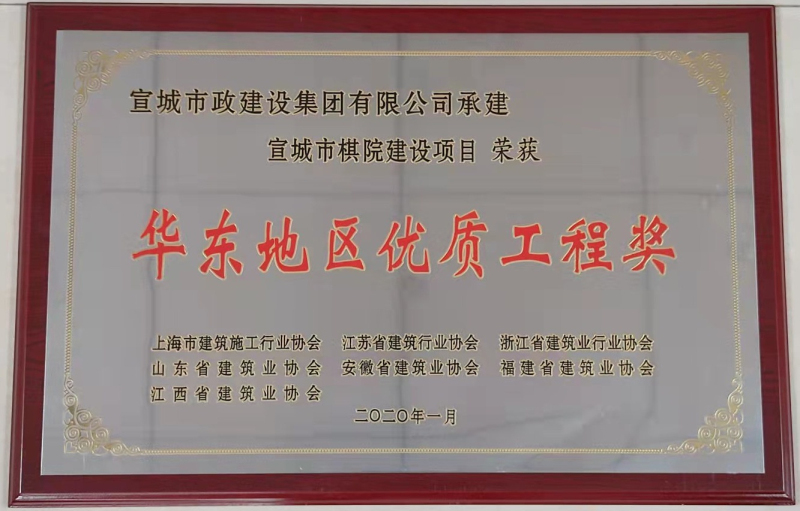 宣城市政建设集团有限公司承建
宣城市棋院建设项目 荣获
华东地区优质工程奖
上海市建筑施工行业协会 江苏省建筑行业协会 浙江省建筑业行业协会
山东省建筑业协会 安徽省建筑业协会 福建省建筑业协会
江西省建筑业协会
二〇二〇年一月